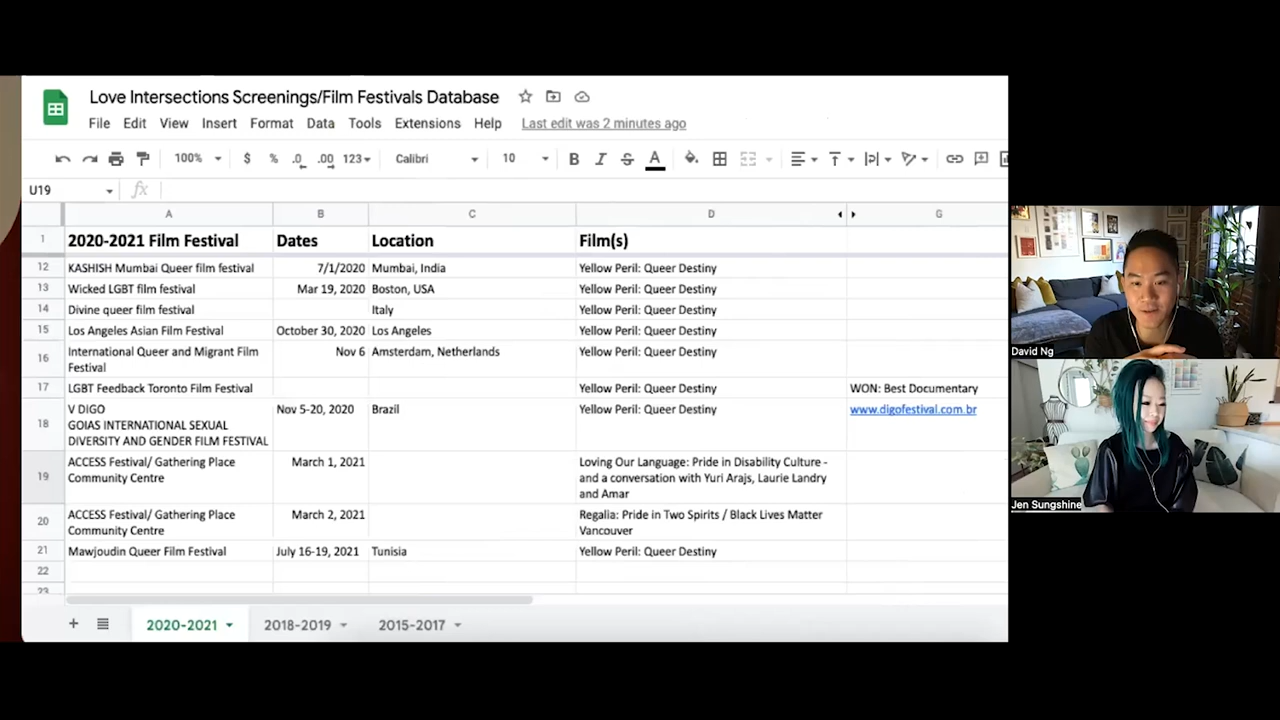 Love Intersections Screenings/Film Festivals Database
File Edit View Insert Format Data Tools Extensions Help Last edit was 2 minutes ago
100% $ % .0 .00 123 Calibri 10 B I S A
U19 fx
A B C D G
1 2020-2021 Film Festival Dates Location Film(s)
12 KASHISH Mumbai Queer film festival 7/1/2020 Mumbai, India Yellow Peril: Queer Destiny
13 Wicked LGBT film festival Mar 19, 2020 Boston, USA Yellow Peril: Queer Destiny
14 Divine queer film festival Italy Yellow Peril: Queer Destiny
15 Los Angeles Asian Film Festival October 30, 2020 Los Angeles Yellow Peril: Queer Destiny
16 International Queer and Migrant Film Nov 6 Amsterdam, Netherlands Yellow Peril: Queer Destiny
Festival
17 LGBT Feedback Toronto Film Festival Yellow Peril: Queer Destiny WON: Best Documentary
18 V DIGO Nov 5-20, 2020 Brazil Yellow Peril: Queer Destiny www.digofestival.com.br
GOIAS INTERNATIONAL SEXUAL
DIVERSITY AND GENDER FILM FESTIVAL
19 ACCESS Festival/ Gathering Place March 1, 2021 Loving Our Language: Pride in Disability Culture -
Community Centre and a conversation with Yuri Arajs, Laurie Landry
and Amar
20 ACCESS Festival/ Gathering Place March 2, 2021 Regalia: Pride in Two Spirits / Black Lives Matter
Community Centre Vancouver
21 Mawjoudin Queer Film Festival July 16-19, 2021 Tunisia Yellow Peril: Queer Destiny
22
23
2020-2021 2018-2019 2015-2017
David Ng
Jen Sungshine